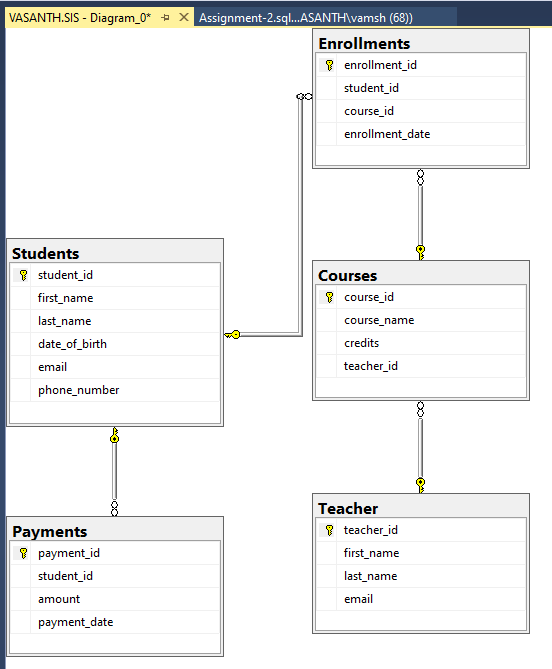 VASANTH.SIS - Diagram_0*
Assignment-2.sql...ASANTH\vamsh (68))
Enrollments
enrollment_id
student_id
course_id
enrollment_date
Students
student_id
first_name
last_name
date_of_birth
email
phone_number
Courses
course_id
course_name
credits
teacher_id
Payments
payment_id
student_id
amount
payment_date
Teacher
teacher_id
first_name
last_name
email